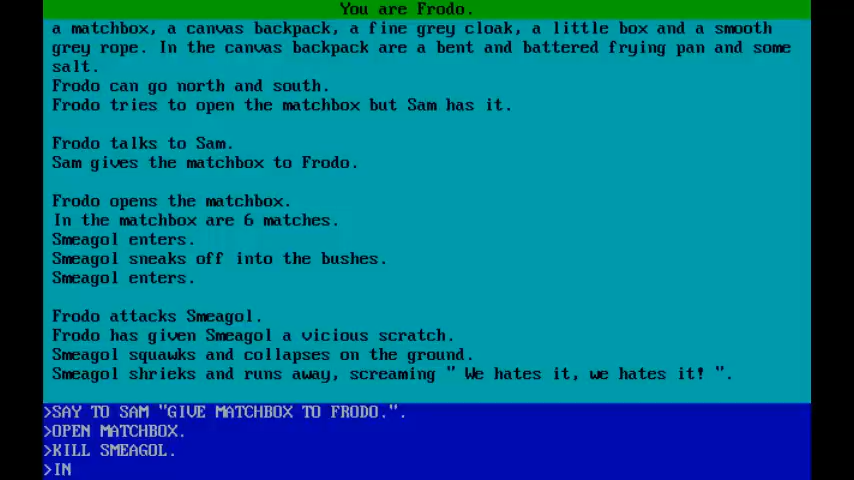 You are Frodo.
a matchbox, a canvas backpack, a fine grey cloak, a little box and a smooth
grey rope. In the canvas backpack are a bent and battered frying pan and some
salt.
Frodo can go north and south.
Frodo tries to open the matchbox but Sam has it.
Frodo talks to Sam.
Sam gives the matchbox to Frodo.
Frodo opens the matchbox.
In the matchbox are 6 matches.
Smeagol enters.
Smeagol sneaks off into the bushes.
Smeagol enters.
Frodo attacks Smeagol.
Frodo has given Smeagol a vicious scratch.
Smeagol squawks and collapses on the ground.
Smeagol shrieks and runs away, screaming " We hates it, we hates it! ".
>SAY TO SAM "GIVE MATCHBOX TO FRODO.".
>OPEN MATCHBOX.
>KILL SMEAGOL.
>IN